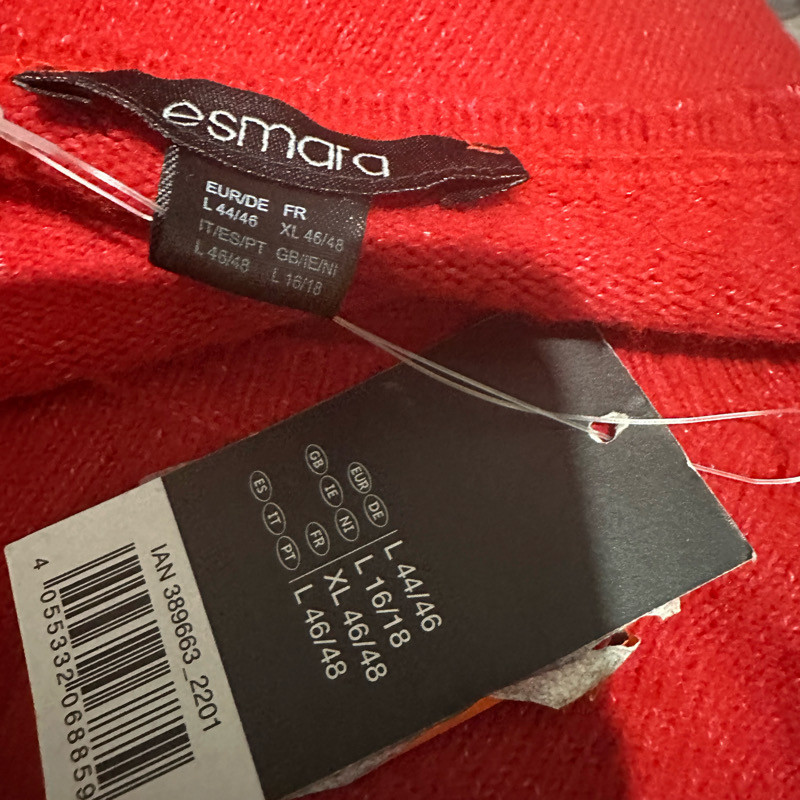 esmara
EUR/DE FR
L 44/46 XL 46/48
IT/ES/PT GB/IE/NI
L 46/48 L 16/18
EUR DE L 44/46
GB IE NI L 16/18
FR XL 46/48
ES IT PT L 46/48
IAN 389663_2201
4 055332 068859